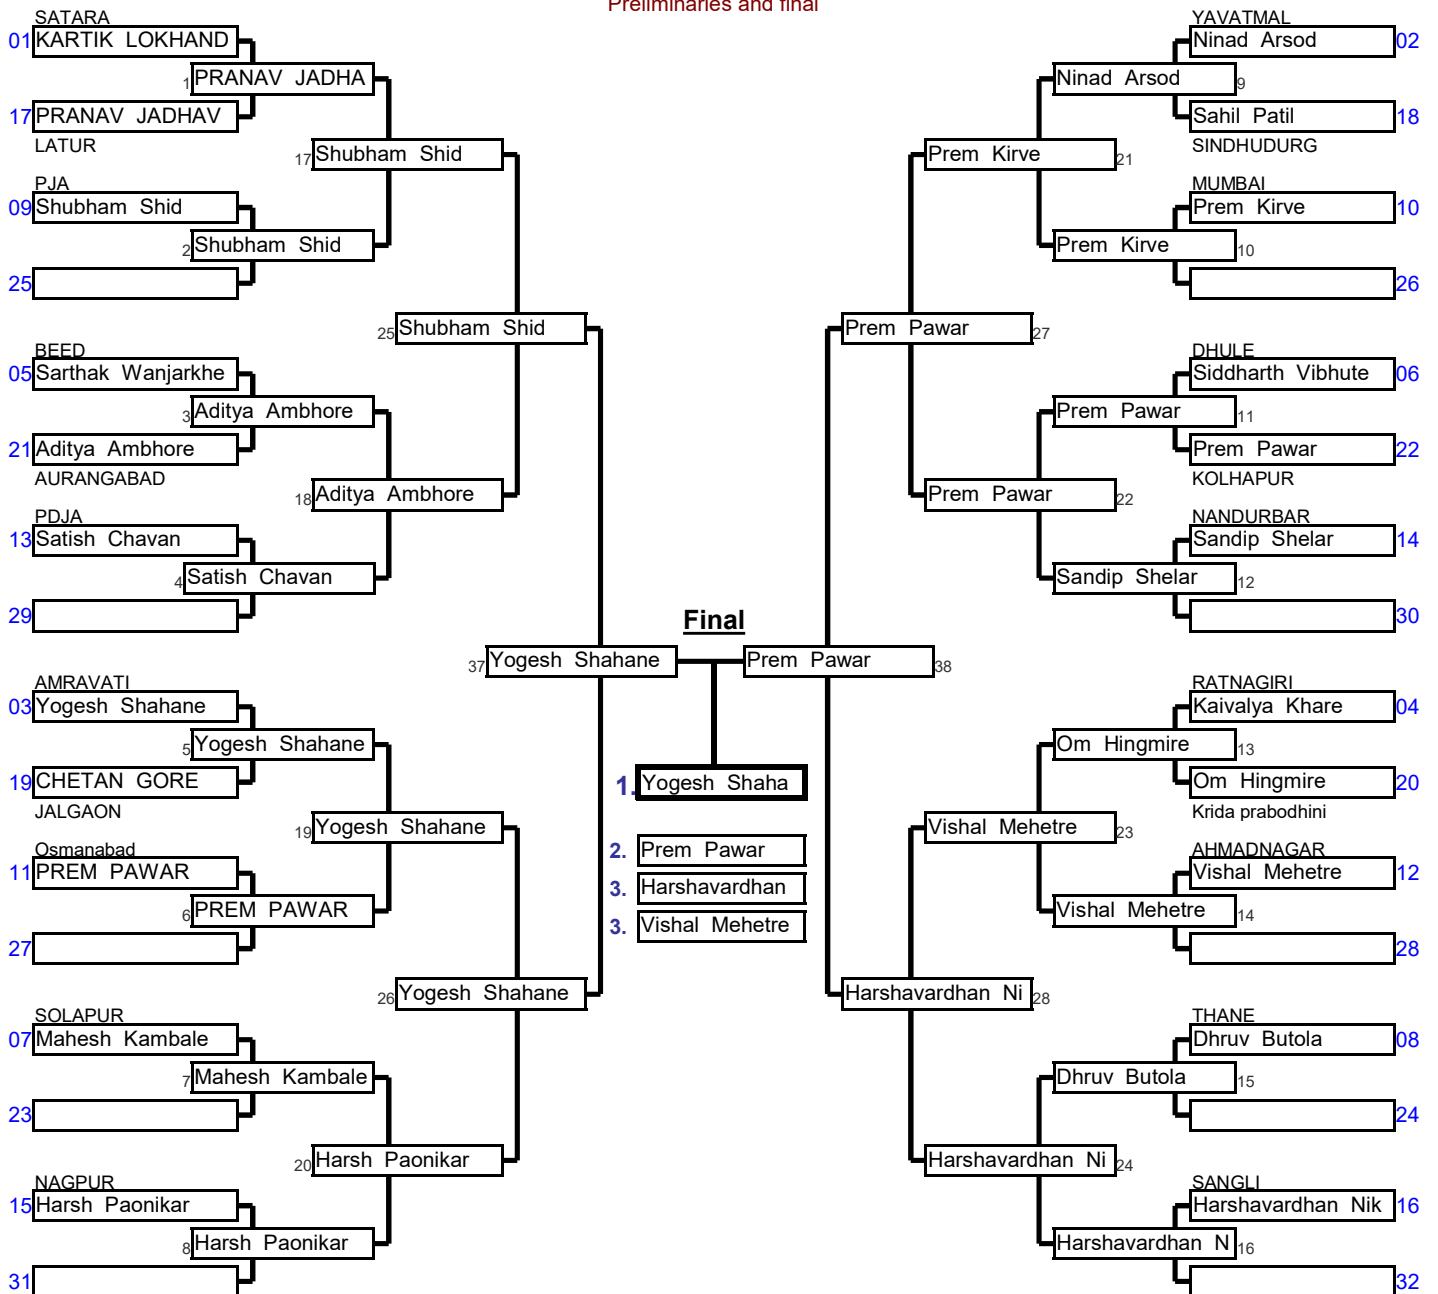 Preliminaries and final
SATARA
01 KARTIK LOKHAND
1 PRANAV JADHA
17 PRANAV JADHAV
LATUR
17 Shubham Shid
PJA
09 Shubham Shid
2 Shubham Shid
25
25 Shubham Shid
BEED
05 Sarthak Wanjarkhe
3 Aditya Ambhore
21 Aditya Ambhore
AURANGABAD
18 Aditya Ambhore
PDJA
13 Satish Chavan
4 Satish Chavan
29
37 Yogesh Shahane
AMRAVATI
03 Yogesh Shahane
5 Yogesh Shahane
19 CHETAN GORE
JALGAON
19 Yogesh Shahane
Osmanabad
11 PREM PAWAR
6 PREM PAWAR
27
26 Yogesh Shahane
SOLAPUR
07 Mahesh Kambale
7 Mahesh Kambale
23
20 Harsh Paonikar
NAGPUR
15 Harsh Paonikar
8 Harsh Paonikar
31
Final
1. Yogesh Shaha
2. Prem Pawar
3. Harshavardhan
3. Vishal Mehetre
YAVATMAL
Ninad Arsod 02
Ninad Arsod 9
Sahil Patil 18
SINDHUDURG
Prem Kirve 21
MUMBAI
Prem Kirve 10
Prem Kirve 10
26
Prem Pawar 27
DHULE
Siddharth Vibhute 06
Prem Pawar 11
Prem Pawar 22
KOLHAPUR
Prem Pawar 22
NANDURBAR
Sandip Shelar 14
Sandip Shelar 12
30
Prem Pawar 38
RATNAGIRI
Kaivalya Khare 04
Om Hingmire 13
Om Hingmire 20
Krida prabodhini
Vishal Mehetre 23
AHMADNAGAR
Vishal Mehetre 12
Vishal Mehetre 14
28
Harshavardhan Ni 28
THANE
Dhruv Butola 08
Dhruv Butola 15
24
Harshavardhan Ni 24
SANGLI
Harshavardhan Nik 16
Harshavardhan N 16
32